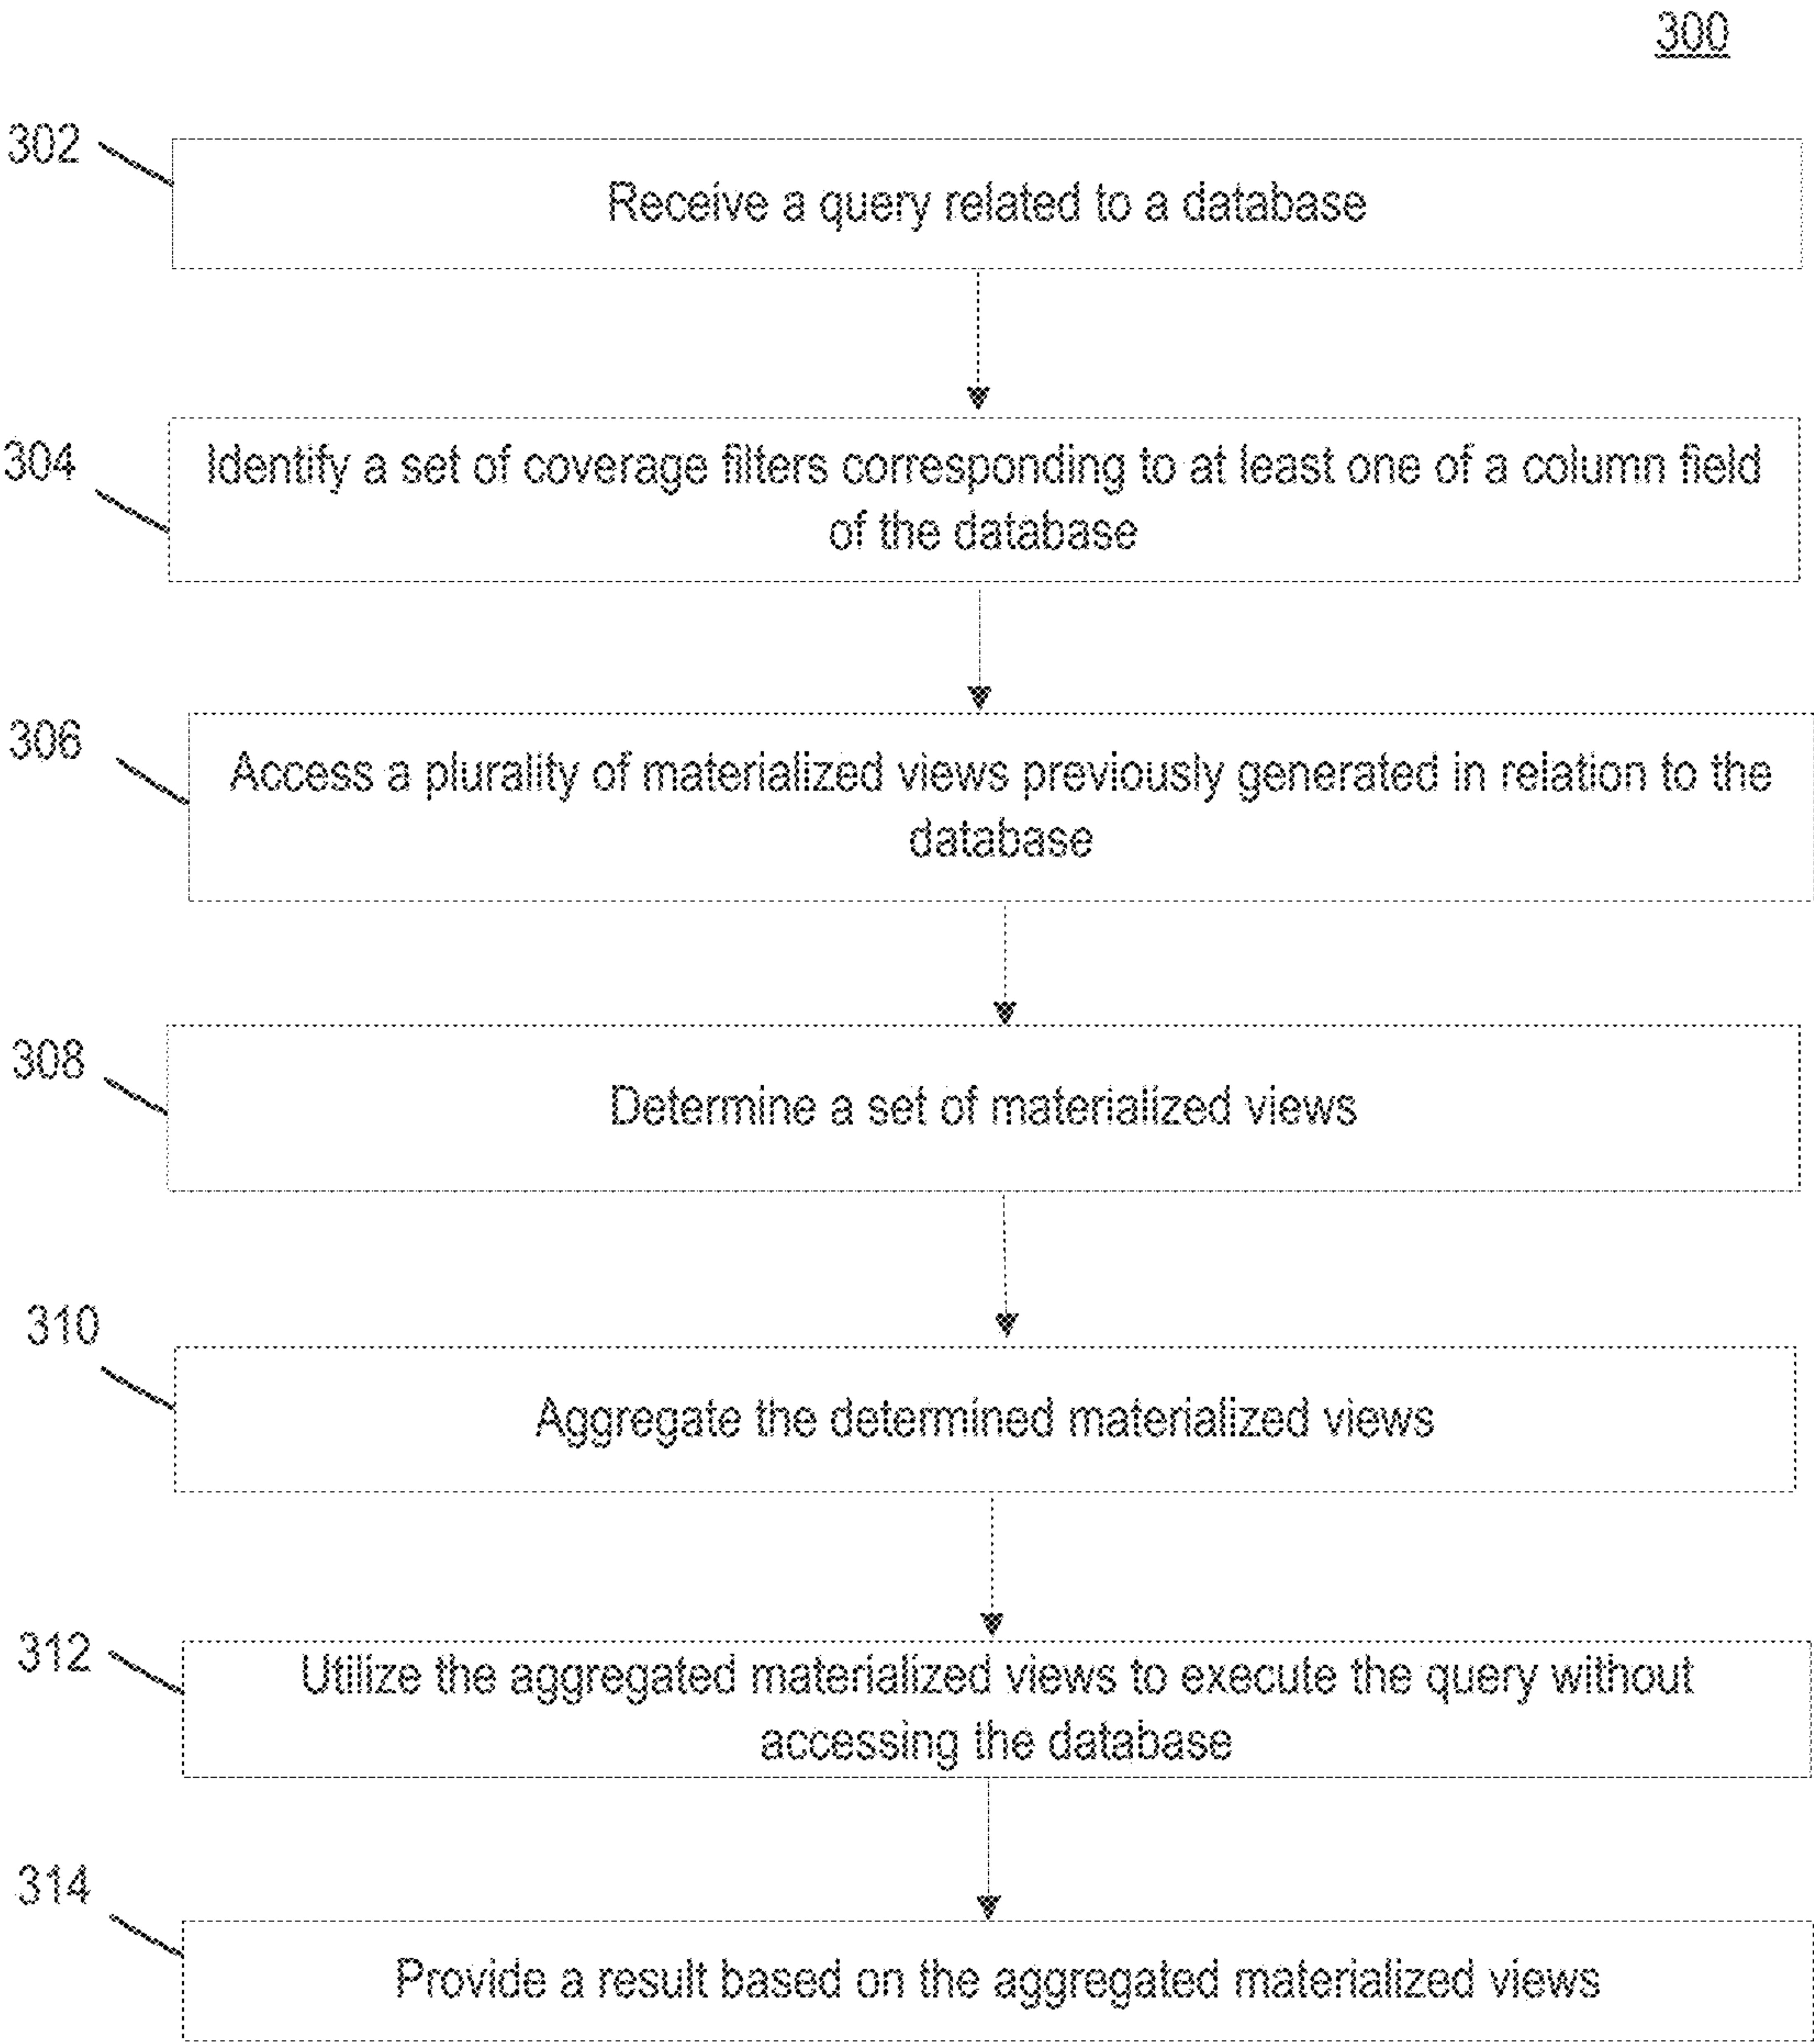 300
302
Receive a query related to a database
304
Identify a set of coverage filters corresponding to at least one of a column field
of the database
306
Access a plurality of materialized views previously generated in relation to the
database
308
Determine a set of materialized views
310
Aggregate the determined materialized views
312
Utilize the aggregated materialized views to execute the query without
accessing the database
314
Provide a result based on the aggregated materialized views